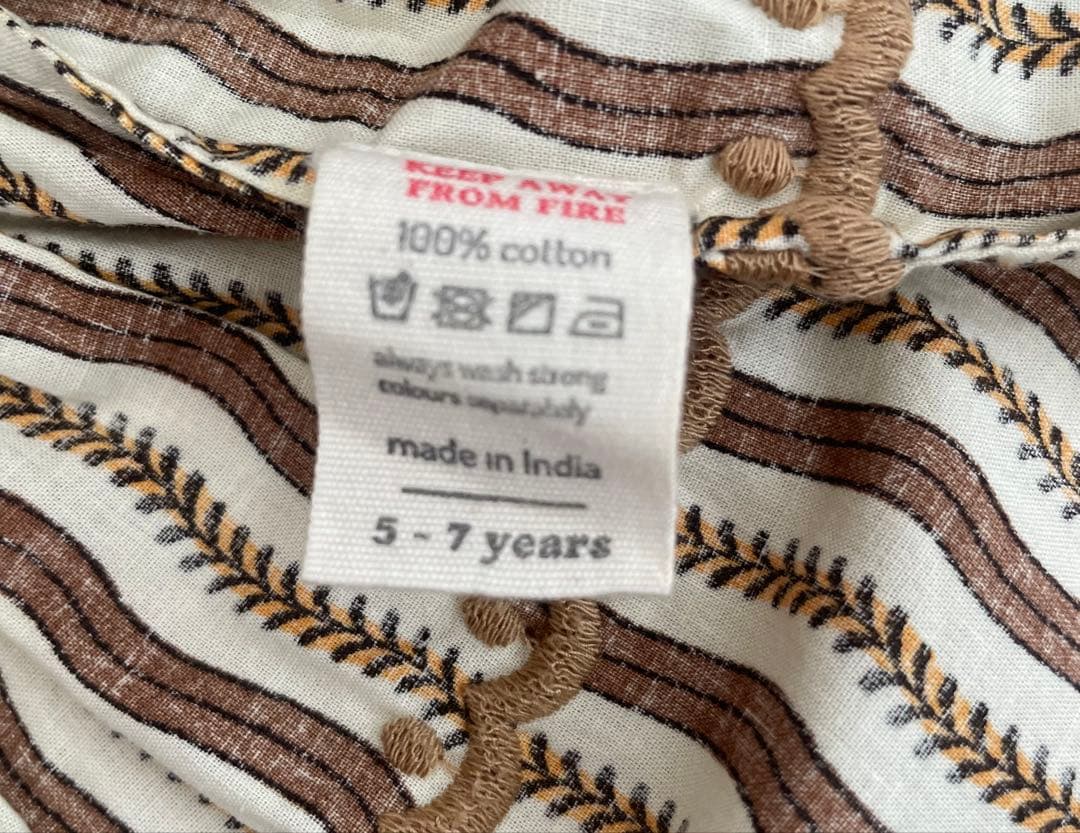 KEEP AWAY
FROM FIRE
100% cotton
always wash strong
colours separately
made in India
5 - 7 years